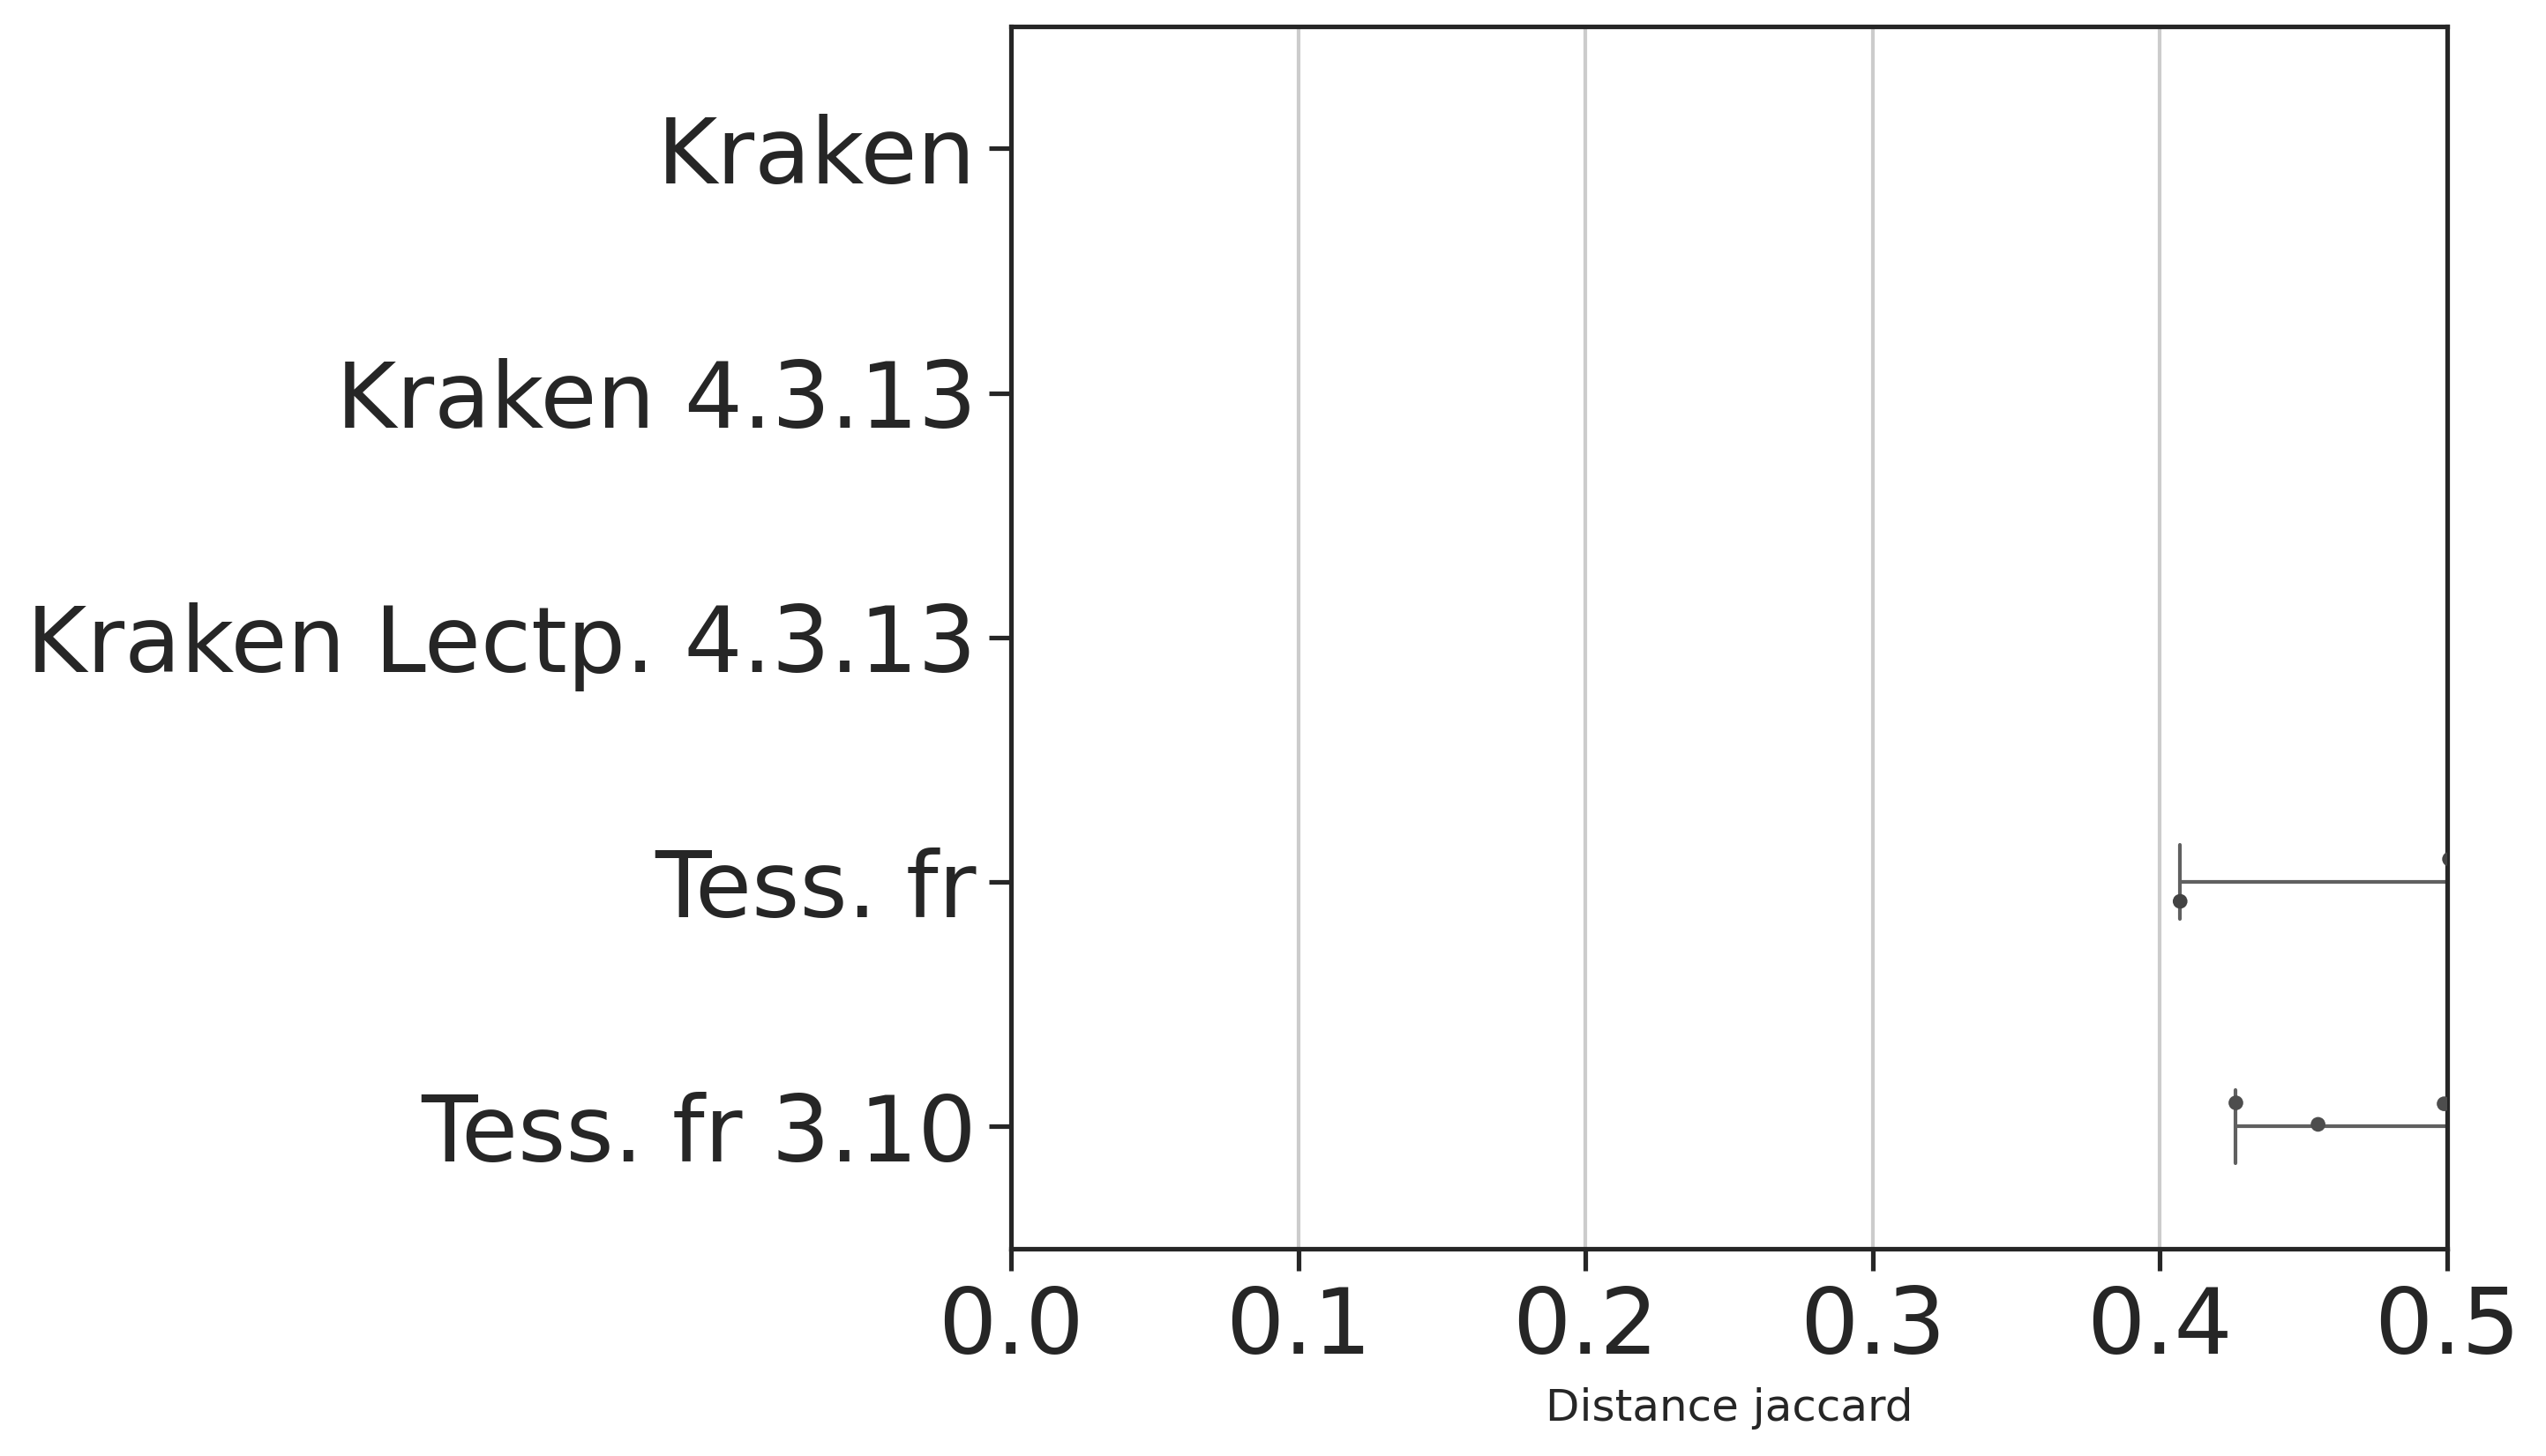 Kraken
Kraken 4.3.13
Kraken Lectp. 4.3.13
Tess. fr
Tess. fr 3.10
0.0 0.1 0.2 0.3 0.4 0.5
Distance jaccard